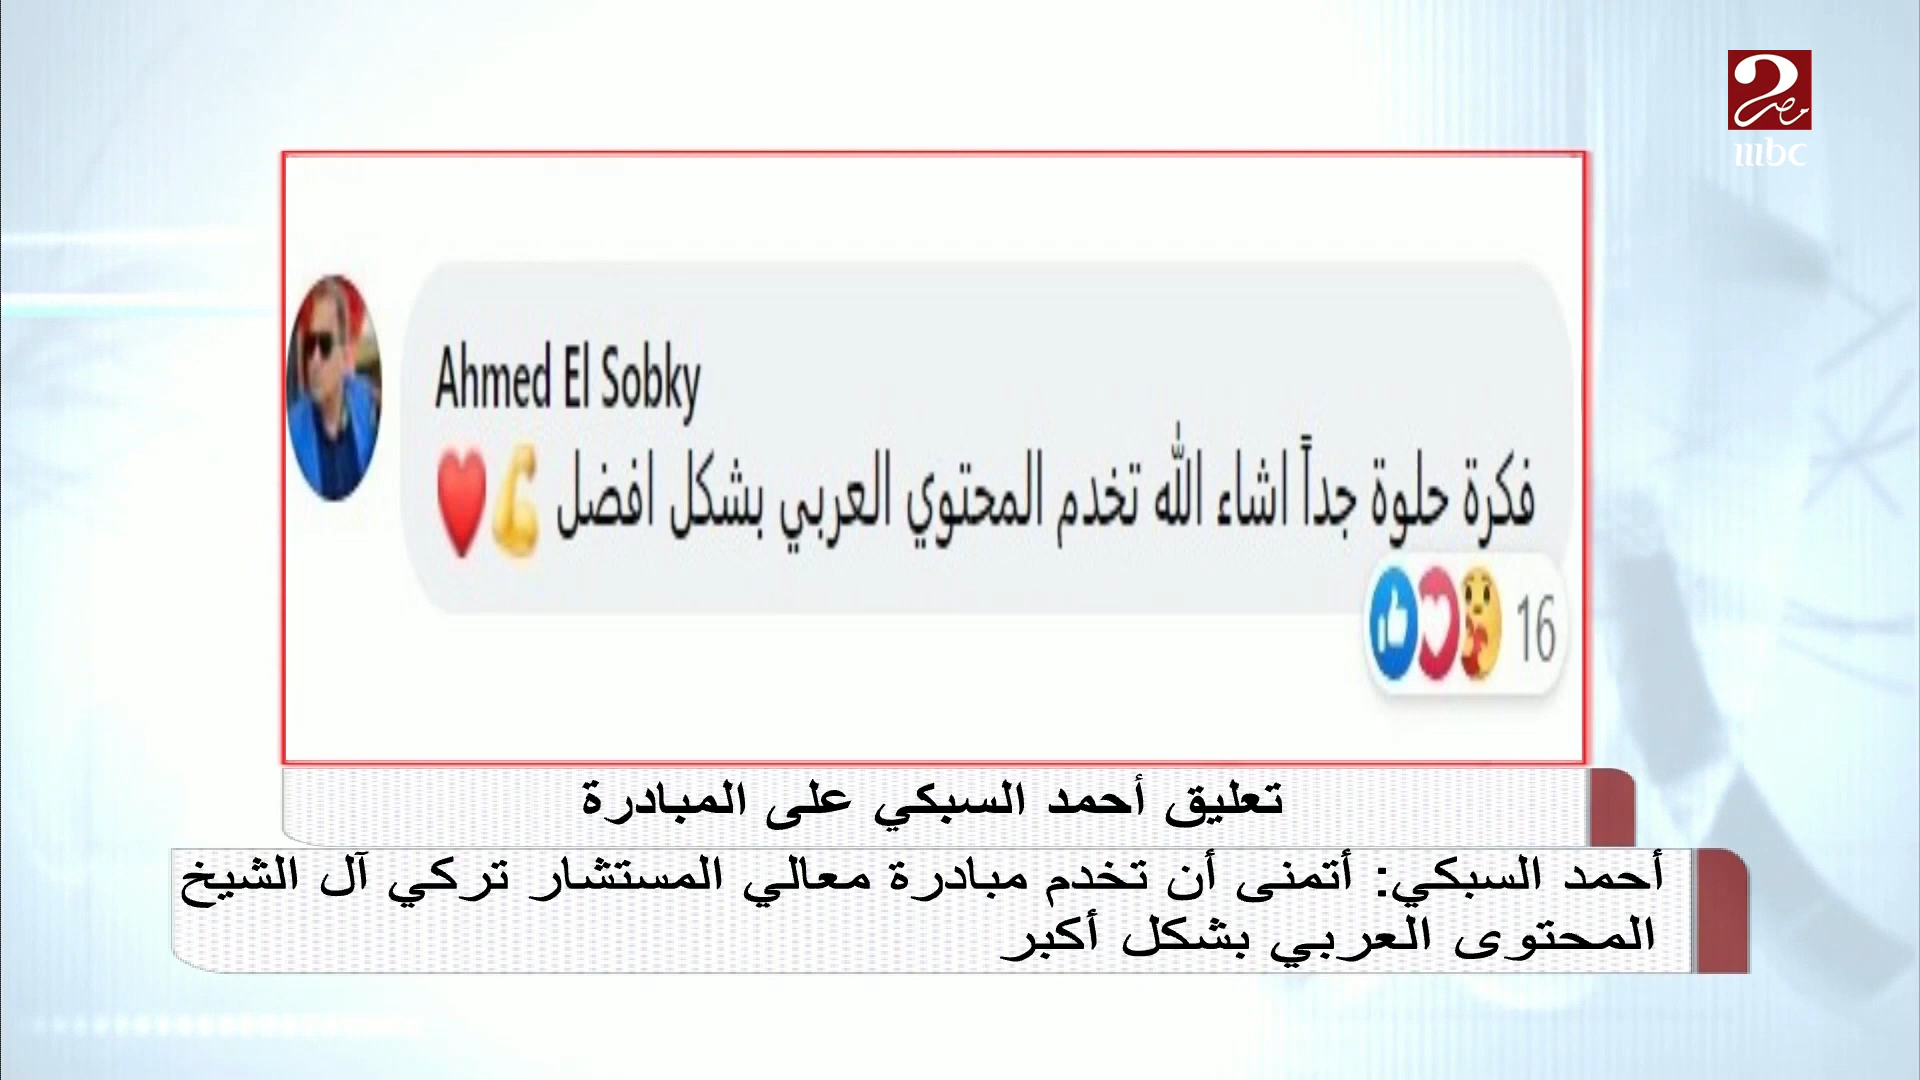 مصر
mbc
Ahmed El Sobky
فكرة حلوة جداً اشاء الله تخدم المحتوي العربي بشكل افضل 💪❤️
16
تعليق أحمد السبكي على المبادرة
أحمد السبكي: أتمنى أن تخدم مبادرة معالي المستشار تركي آل الشيخ
المحتوى العربي بشكل أكبر